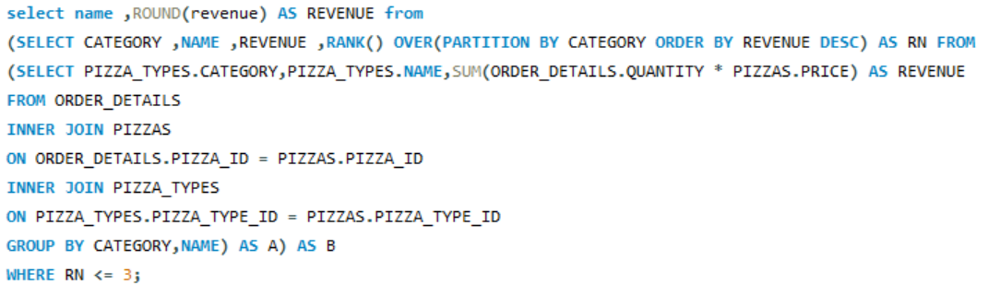 select name ,ROUND(revenue) AS REVENUE from
(SELECT CATEGORY ,NAME ,REVENUE ,RANK() OVER(PARTITION BY CATEGORY ORDER BY REVENUE DESC) AS RN FROM
(SELECT PIZZA_TYPES.CATEGORY,PIZZA_TYPES.NAME,SUM(ORDER_DETAILS.QUANTITY * PIZZAS.PRICE) AS REVENUE
FROM ORDER_DETAILS
INNER JOIN PIZZAS
ON ORDER_DETAILS.PIZZA_ID = PIZZAS.PIZZA_ID
INNER JOIN PIZZA_TYPES
ON PIZZA_TYPES.PIZZA_TYPE_ID = PIZZAS.PIZZA_TYPE_ID
GROUP BY CATEGORY,NAME) AS A) AS B
WHERE RN <= 3;